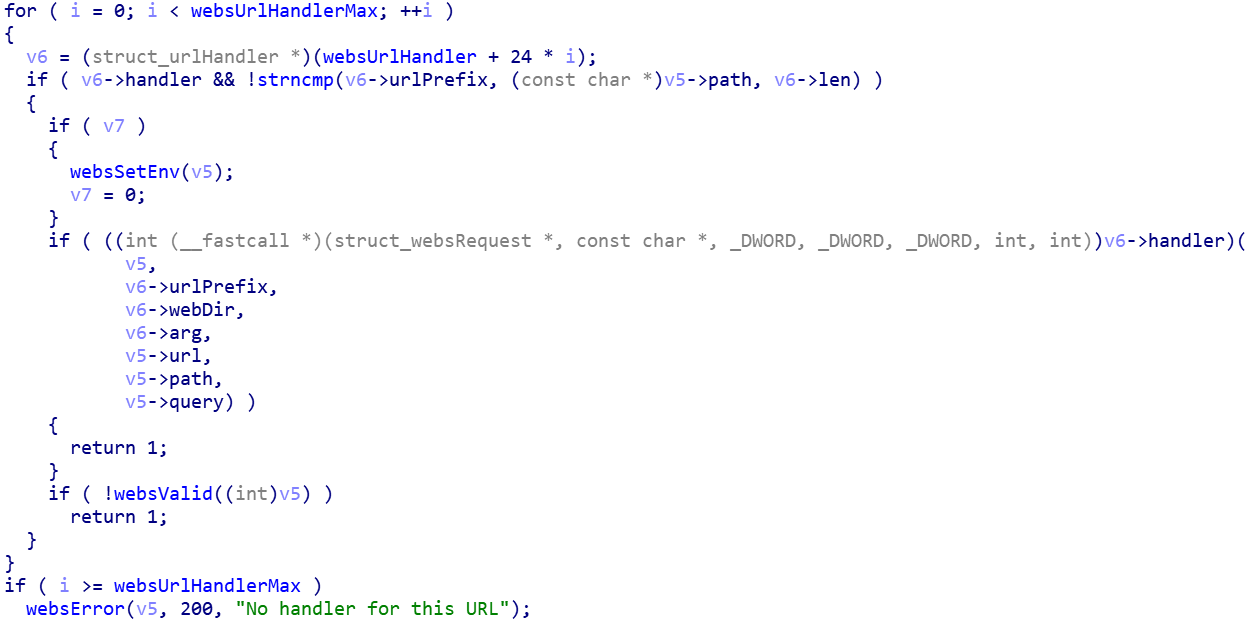 for ( i = 0; i < websUrlHandlerMax; ++i )
{
  v6 = (struct_urlHandler *)(websUrlHandler + 24 * i);
  if ( v6->handler && !strncmp(v6->urlPrefix, (const char *)v5->path, v6->len) )
  {
    if ( v7 )
    {
      websSetEnv(v5);
      v7 = 0;
    }
    if ( ((int (__fastcall *)(struct_websRequest *, const char *, _DWORD, _DWORD, _DWORD, int, int))v6->handler)(
           v5,
           v6->urlPrefix,
           v6->webDir,
           v6->arg,
           v5->url,
           v5->path,
           v5->query) )
    {
      return 1;
    }
    if ( !websValid((int)v5) )
      return 1;
  }
}
if ( i >= websUrlHandlerMax )
  websError(v5, 200, "No handler for this URL");